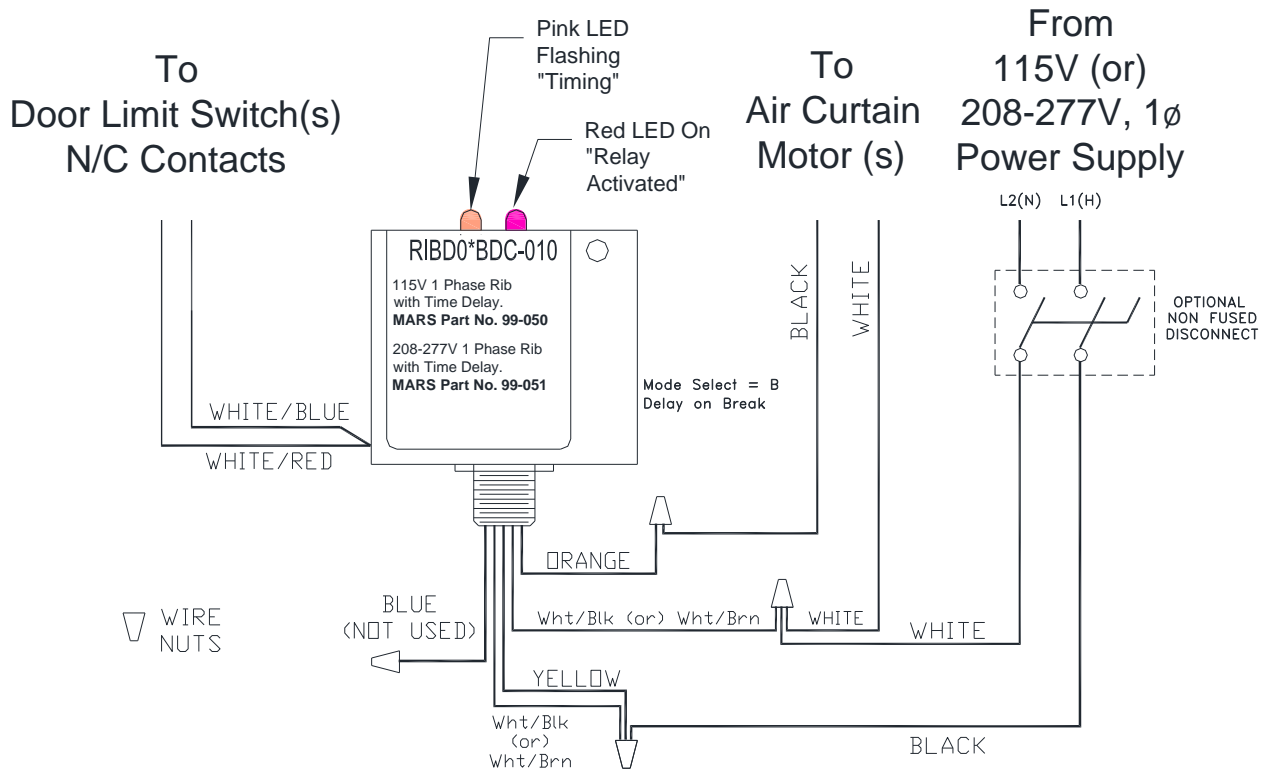 Pink LED
Flashing
"Timing"
To
Door Limit Switch(s)
N/C Contacts
Red LED On
"Relay
Activated"
To
Air Curtain
Motor (s)
From
115V (or)
208-277V, 1ø
Power Supply
L2(N) L1(H)
OPTIONAL
NON FUSED
DISCONNECT
RIBD0*BDC-010
115V 1 Phase Rib
with Time Delay.
MARS Part No. 99-050
208-277V 1 Phase Rib
with Time Delay.
MARS Part No. 99-051
Mode Select = B
Delay on Break
BLACK
WHITE
WHITE/BLUE
WHITE/RED
ORANGE
Wht/Blk (or) Wht/Brn
WHITE
WHITE
BLUE
(NOT USED)
WIRE
NUTS
YELLOW
Wht/Blk
(or)
Wht/Brn
BLACK